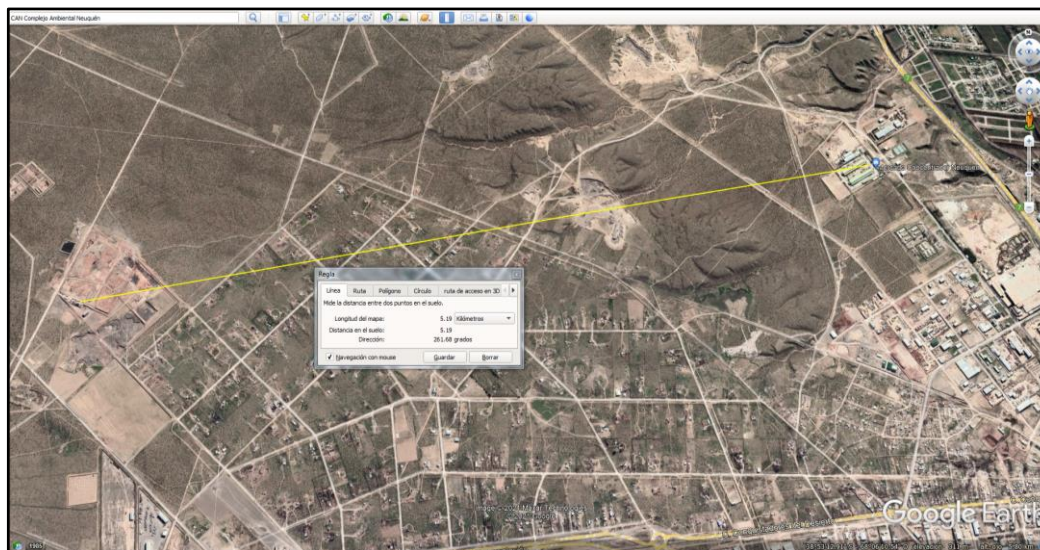 CAN Complejo Ambiental Neuquén
Regla
Línea Ruta Polígono Círculo ruta de acceso en 3D
Mide la distancia entre dos puntos en el suelo.
Longitud del mapa: 5.19 Kilómetros
Distancia en el suelo: 5.19
Dirección: 261.68 grados
Navegación con mouse Guardar Borrar
Google Earth
1985